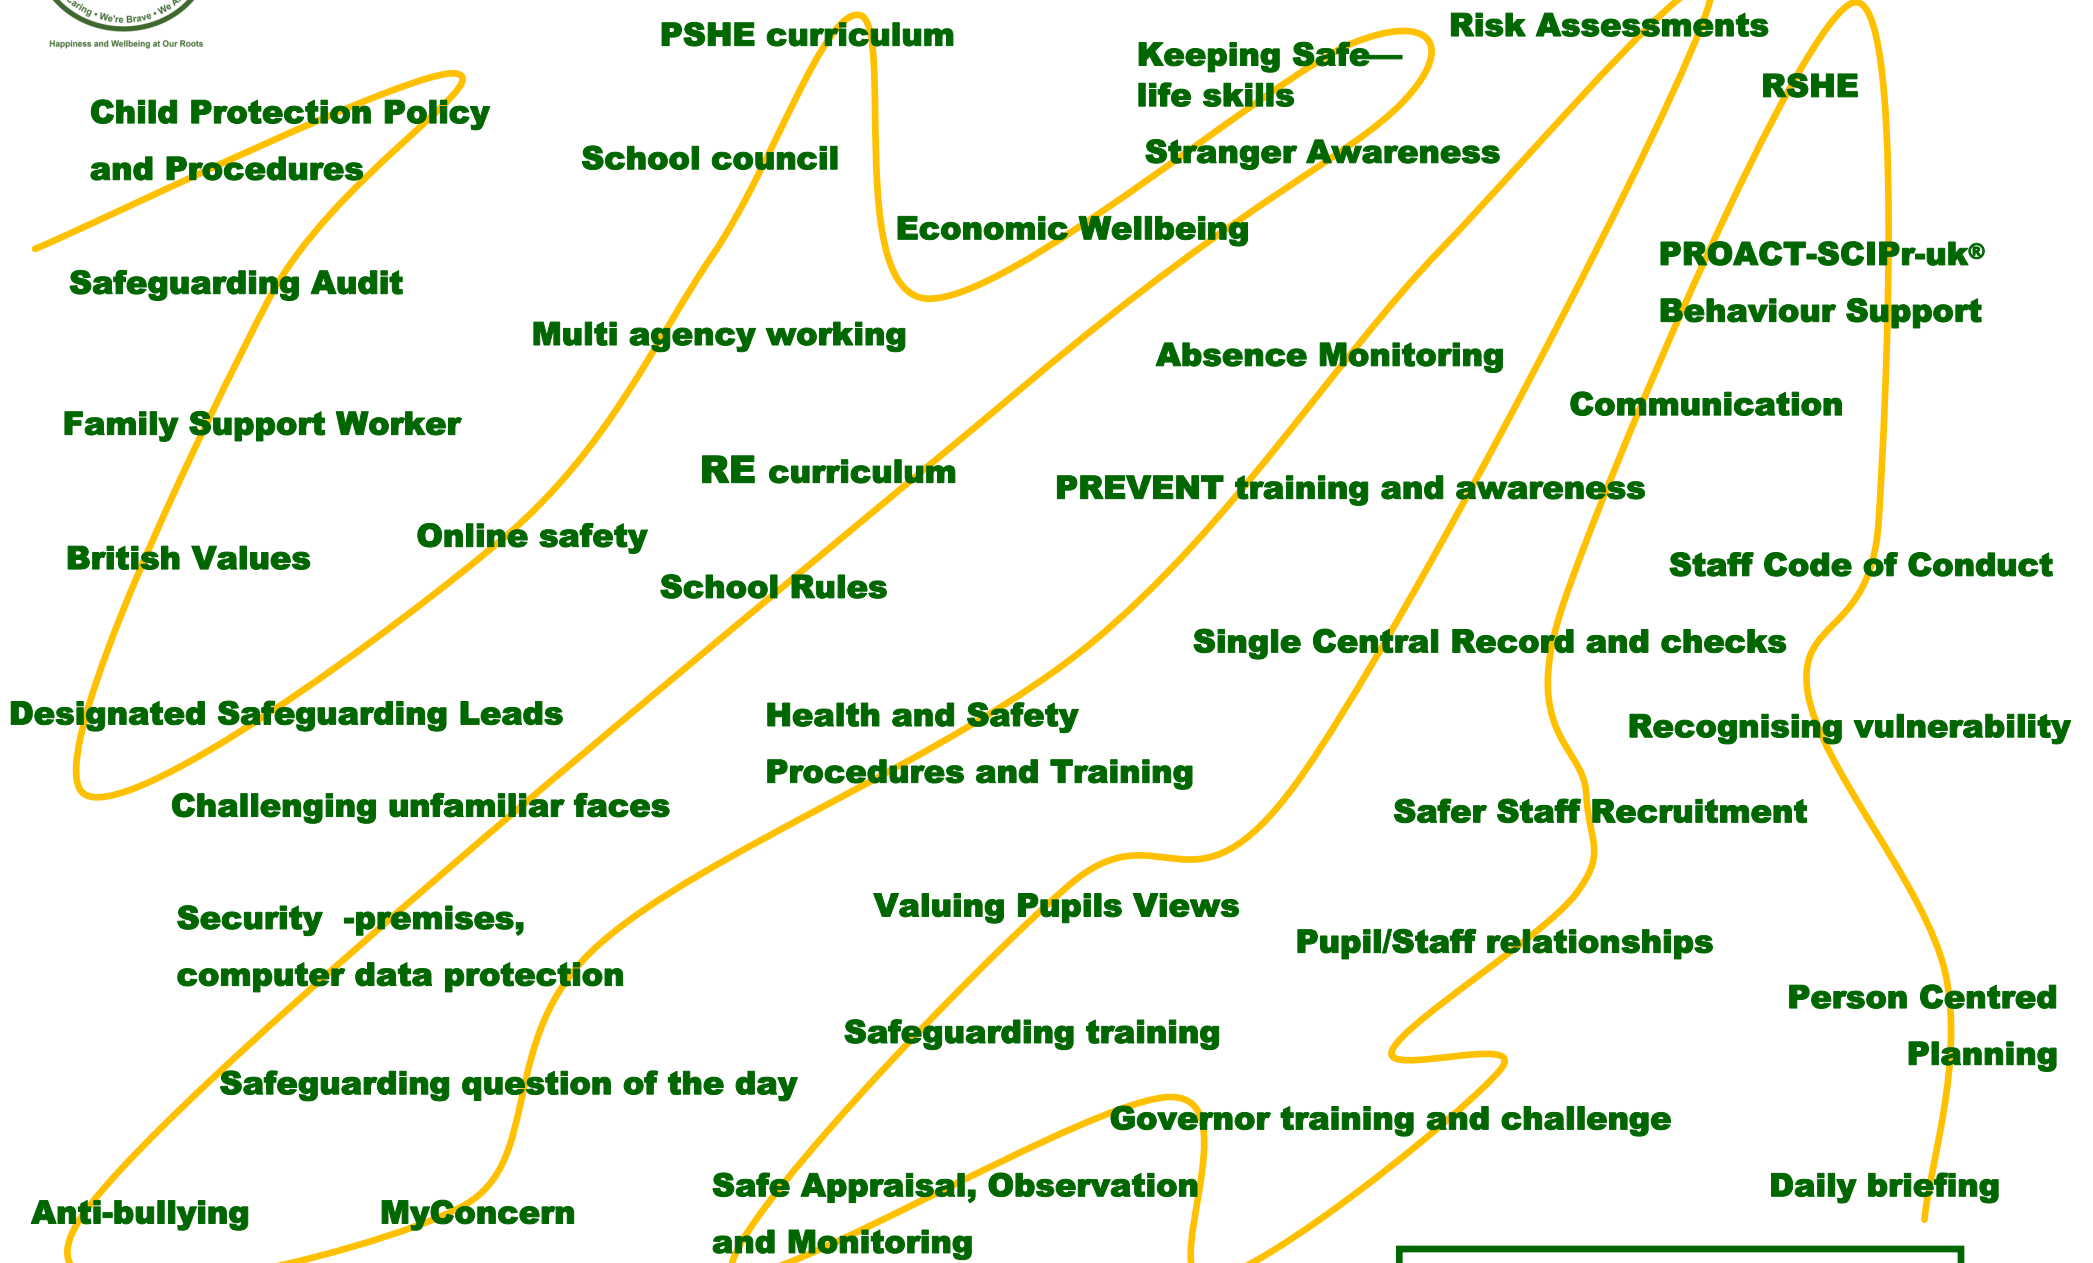 aring • We're Brave • We A
Happiness and Wellbeing at Our Roots
PSHE curriculum
Risk Assessments
Keeping Safe—
life skills
RSHE
Child Protection Policy
and Procedures
School council
Stranger Awareness
Economic Wellbeing
PROACT-SCIPr-uk®
Behaviour Support
Safeguarding Audit
Multi agency working
Absence Monitoring
Communication
Family Support Worker
RE curriculum
PREVENT training and awareness
British Values
Online safety
School Rules
Staff Code of Conduct
Single Central Record and checks
Designated Safeguarding Leads
Health and Safety
Procedures and Training
Recognising vulnerability
Challenging unfamiliar faces
Safer Staff Recruitment
Security  -premises,
computer data protection
Valuing Pupils Views
Pupil/Staff relationships
Person Centred
Planning
Safeguarding training
Safeguarding question of the day
Governor training and challenge
Anti-bullying
MyConcern
Safe Appraisal, Observation
and Monitoring
Daily briefing